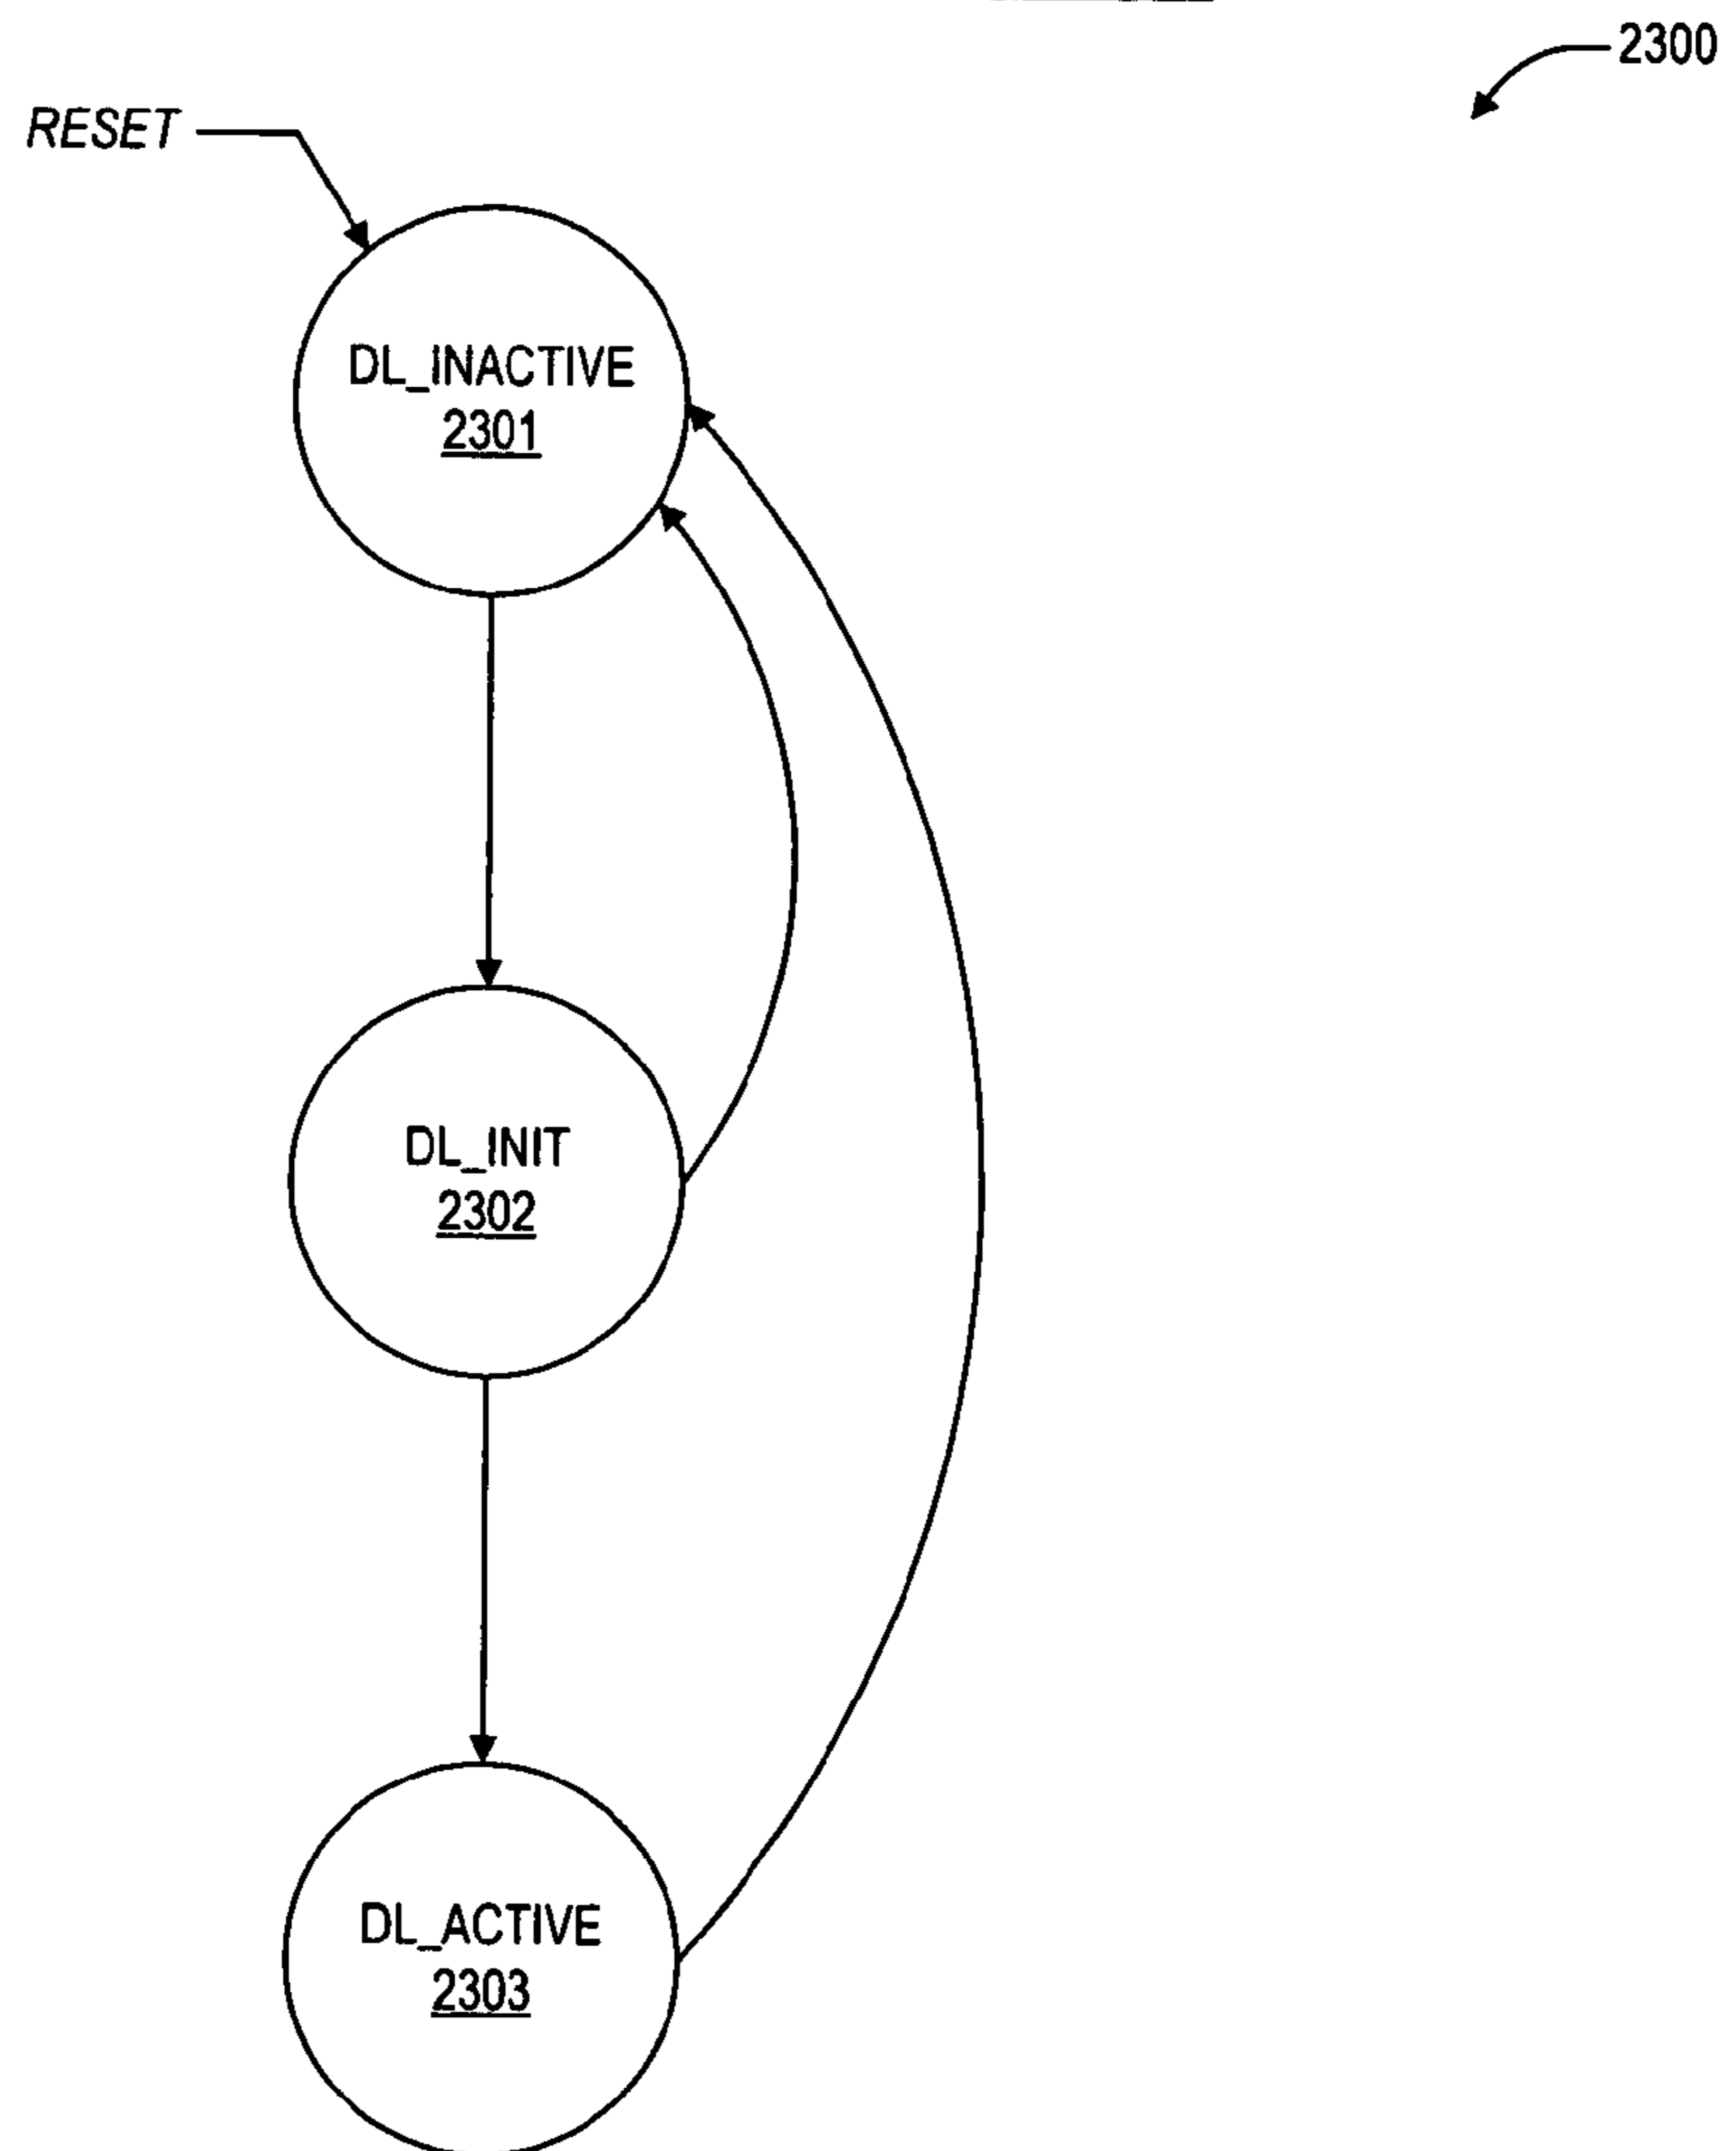 2300
RESET
DL_INACTIVE
2301
DL_INIT
2302
DL_ACTIVE
2303